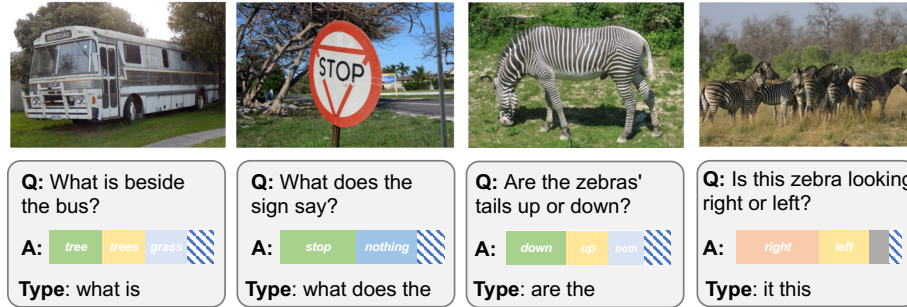 STOP
Q: What is beside
the bus?
A: tree trees grass
Type: what is
Q: What does the
sign say?
A: stop nothing
Type: what does the
Q: Are the zebras'
tails up or down?
A: down up both
Type: are the
Q: Is this zebra looking
right or left?
A: right left
Type: it this